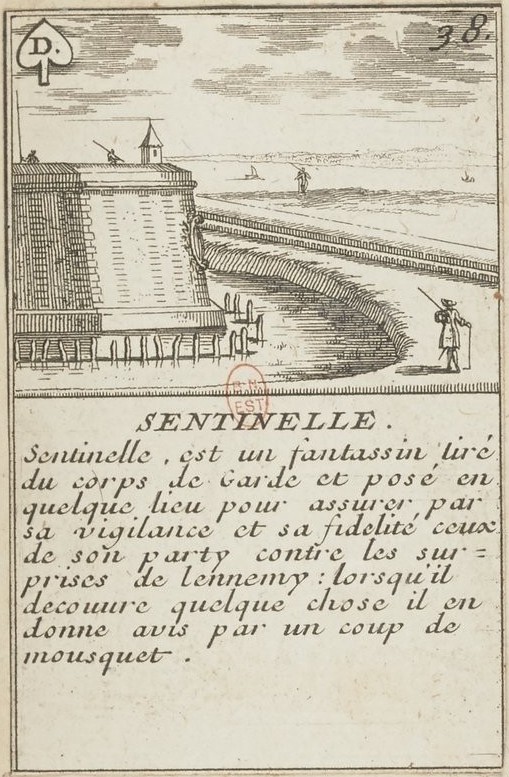 D.
38.
B.N.
EST
SENTINELLE.
Sentinelle, est un fantassin tiré
du corps de Garde et posé en
quelque lieu pour assurer par
sa vigilance et sa fidelité ceux
de son party contre les sur=
prises de lennemy : lorsqu'il
decouure quelque chose il en
donne avis par un coup de
mousquet.